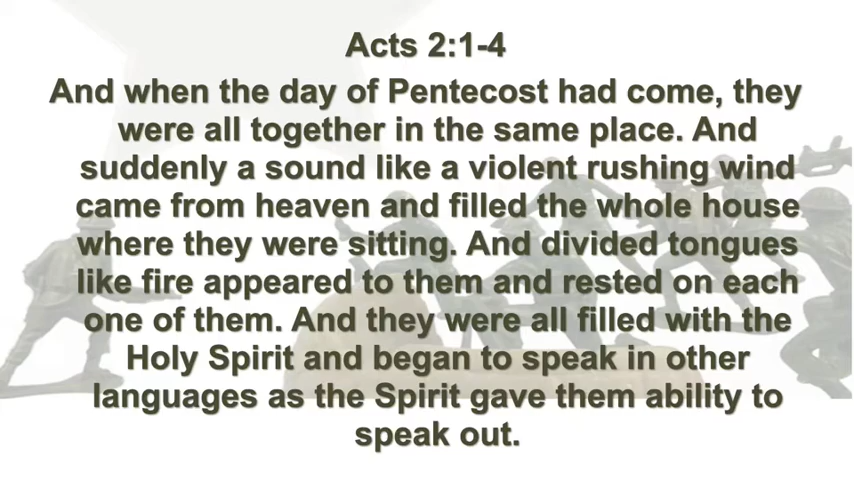 Acts 2:1-4
And when the day of Pentecost had come, they
were all together in the same place. And
suddenly a sound like a violent rushing wind
came from heaven and filled the whole house
where they were sitting. And divided tongues
like fire appeared to them and rested on each
one of them. And they were all filled with the
Holy Spirit and began to speak in other
languages as the Spirit gave them ability to
speak out.